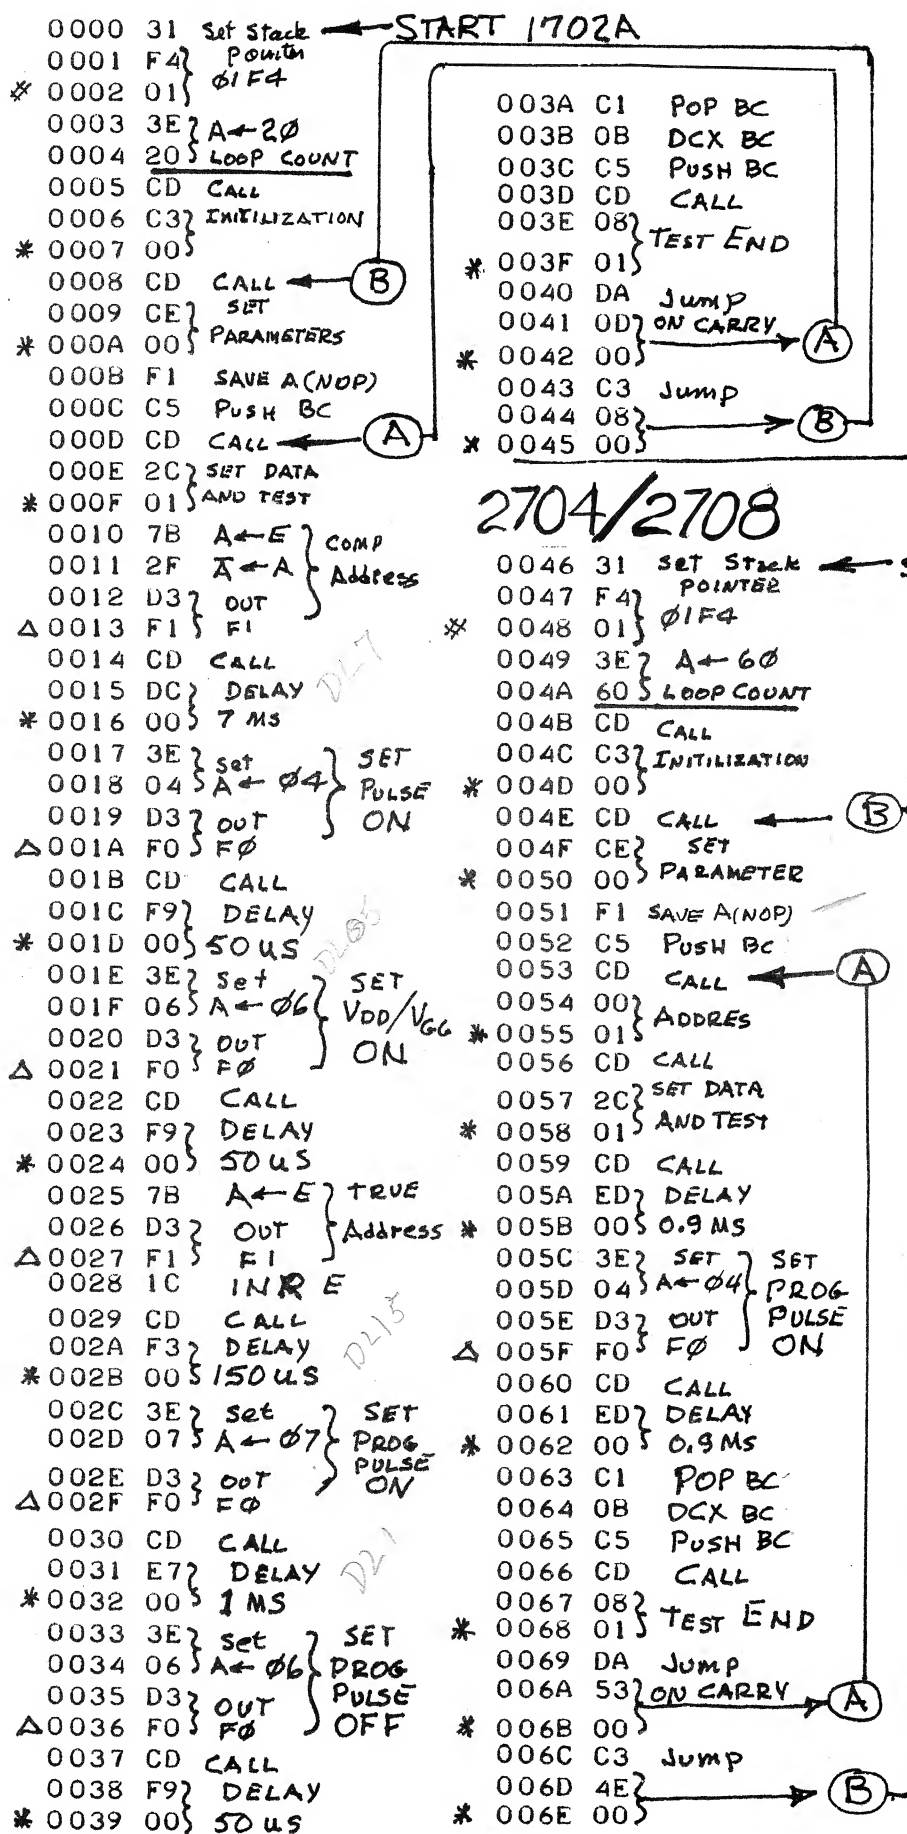 0000 31 Set Stack START 1702A
0001 F4 Pointer
※ 0002 01 Ø1F4
0003 3E A←2Ø
0004 20 LOOP COUNT
0005 CD CALL
0006 C3 INITILIZATION
* 0007 00
0008 CD CALL B
0009 CE SET
* 000A 00 PARAMETERS
000B F1 SAVE A(NOP)
000C C5 PUSH BC
000D CD CALL A
000E 2C SET DATA
* 000F 01 AND TEST
0010 7B A←E COMP
0011 2F A̅←A Address
0012 D3 OUT
△ 0013 F1 F1
0014 CD CALL
0015 DC DELAY DL7
* 0016 00 7 MS
0017 3E Set SET
0018 04 A← Ø4 PULSE
0019 D3 OUT ON
△ 001A F0 FØ
001B CD CALL
001C F9 DELAY
* 001D 00 50 US
001E 3E Set SET
001F 06 A← Ø6 VDD/VGG
0020 D3 OUT ON
△ 0021 F0 FØ
0022 CD CALL
0023 F9 DELAY
* 0024 00 50 US
0025 7B A←E TRUE
0026 D3 OUT Address
△ 0027 F1 F1
0028 1C INR E
0029 CD CALL
002A F3 DELAY DL15
* 002B 00 150 US
002C 3E Set SET
002D 07 A← Ø7 PROG
PULSE
002E D3 OUT ON
△ 002F F0 FØ
0030 CD CALL
0031 E7 DELAY DL1
* 0032 00 1 MS
0033 3E Set SET
0034 06 A← Ø6 PROG
0035 D3 OUT PULSE
△ 0036 F0 FØ OFF
0037 CD CALL
0038 F9 DELAY
* 0039 00 50 us
003A C1 POP BC
003B 0B DCX BC
003C C5 PUSH BC
003D CD CALL
003E 08 TEST END
* 003F 01
0040 DA Jump
0041 0D ON CARRY A
* 0042 00
0043 C3 Jump
0044 08 B
* 0045 00
2704/2708
0046 31 Set Stack
0047 F4 POINTER
※ 0048 01 Ø1F4
0049 3E A←6Ø
004A 60 LOOP COUNT
004B CD CALL
004C C3 INITILIZATION
* 004D 00
004E CD CALL B
004F CE SET
* 0050 00 PARAMETER
0051 F1 SAVE A(NOP)
0052 C5 PUSH BC
0053 CD CALL A
0054 00 ADDRES
* 0055 01
0056 CD CALL
0057 2C SET DATA
* 0058 01 AND TEST
0059 CD CALL
005A ED DELAY
* 005B 00 0.9 MS
005C 3E SET SET
005D 04 A← Ø4 PROG
005E D3 OUT PULSE
△ 005F F0 FØ ON
0060 CD CALL
0061 ED DELAY
* 0062 00 0.9 MS
0063 C1 POP BC
0064 0B DCX BC
0065 C5 PUSH BC
0066 CD CALL
0067 08 TEST END
* 0068 01
0069 DA Jump
006A 53 ON CARRY A
* 006B 00
006C C3 Jump
006D 4E B
* 006E 00